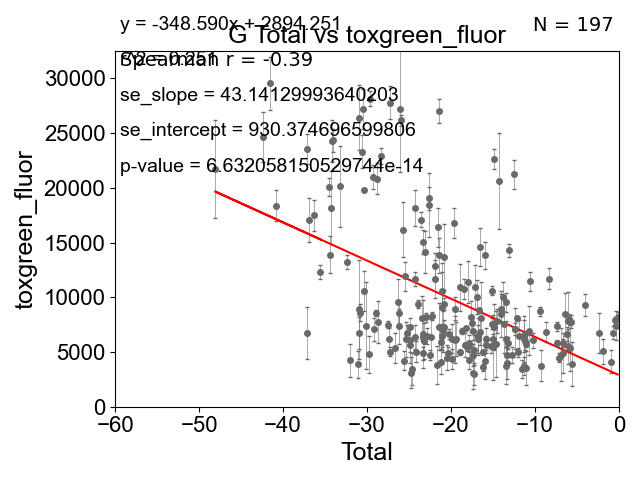 y = -348.590x + 2894.251
N = 197
G Total vs toxgreen_fluor
Spearman r = -0.39
se_slope = 43.14129993640203
se_intercept = 930.374696599806
p-value = 6.632058150529744e-14
toxgreen_fluor
30000
25000
20000
15000
10000
5000
0
−60
−50
−40
−30
−20
−10
0
Total